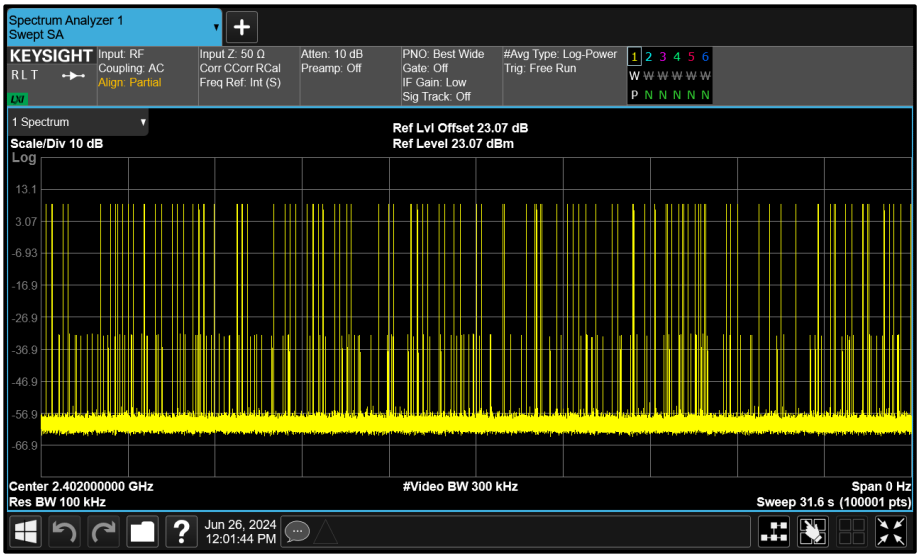 Spectrum Analyzer 1
Swept SA
+
KEYSIGHT Input: RF Input Z: 50 Ω Atten: 10 dB PNO: Best Wide #Avg Type: Log-Power 1 2 3 4 5 6
RLT Coupling: AC Corr CCorr RCal Preamp: Off Gate: Off Trig: Free Run W W W W W W
Align: Partial Freq Ref: Int (S) IF Gain: Low P N N N N N
LXI Sig Track: Off
1 Spectrum
Ref Lvl Offset 23.07 dB
Scale/Div 10 dB Ref Level 23.07 dBm
Log
13.1
3.07
-6.93
-16.9
-26.9
-36.9
-46.9
-56.9
-66.9
Center 2.402000000 GHz #Video BW 300 kHz Span 0 Hz
Res BW 100 kHz Sweep 31.6 s (100001 pts)
? Jun 26, 2024
12:01:44 PM